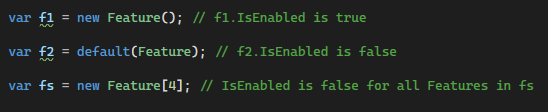 var f1 = new Feature(); // f1.IsEnabled is true
var f2 = default(Feature); // f2.IsEnabled is false
var fs = new Feature[4]; // IsEnabled is false for all Features in fs